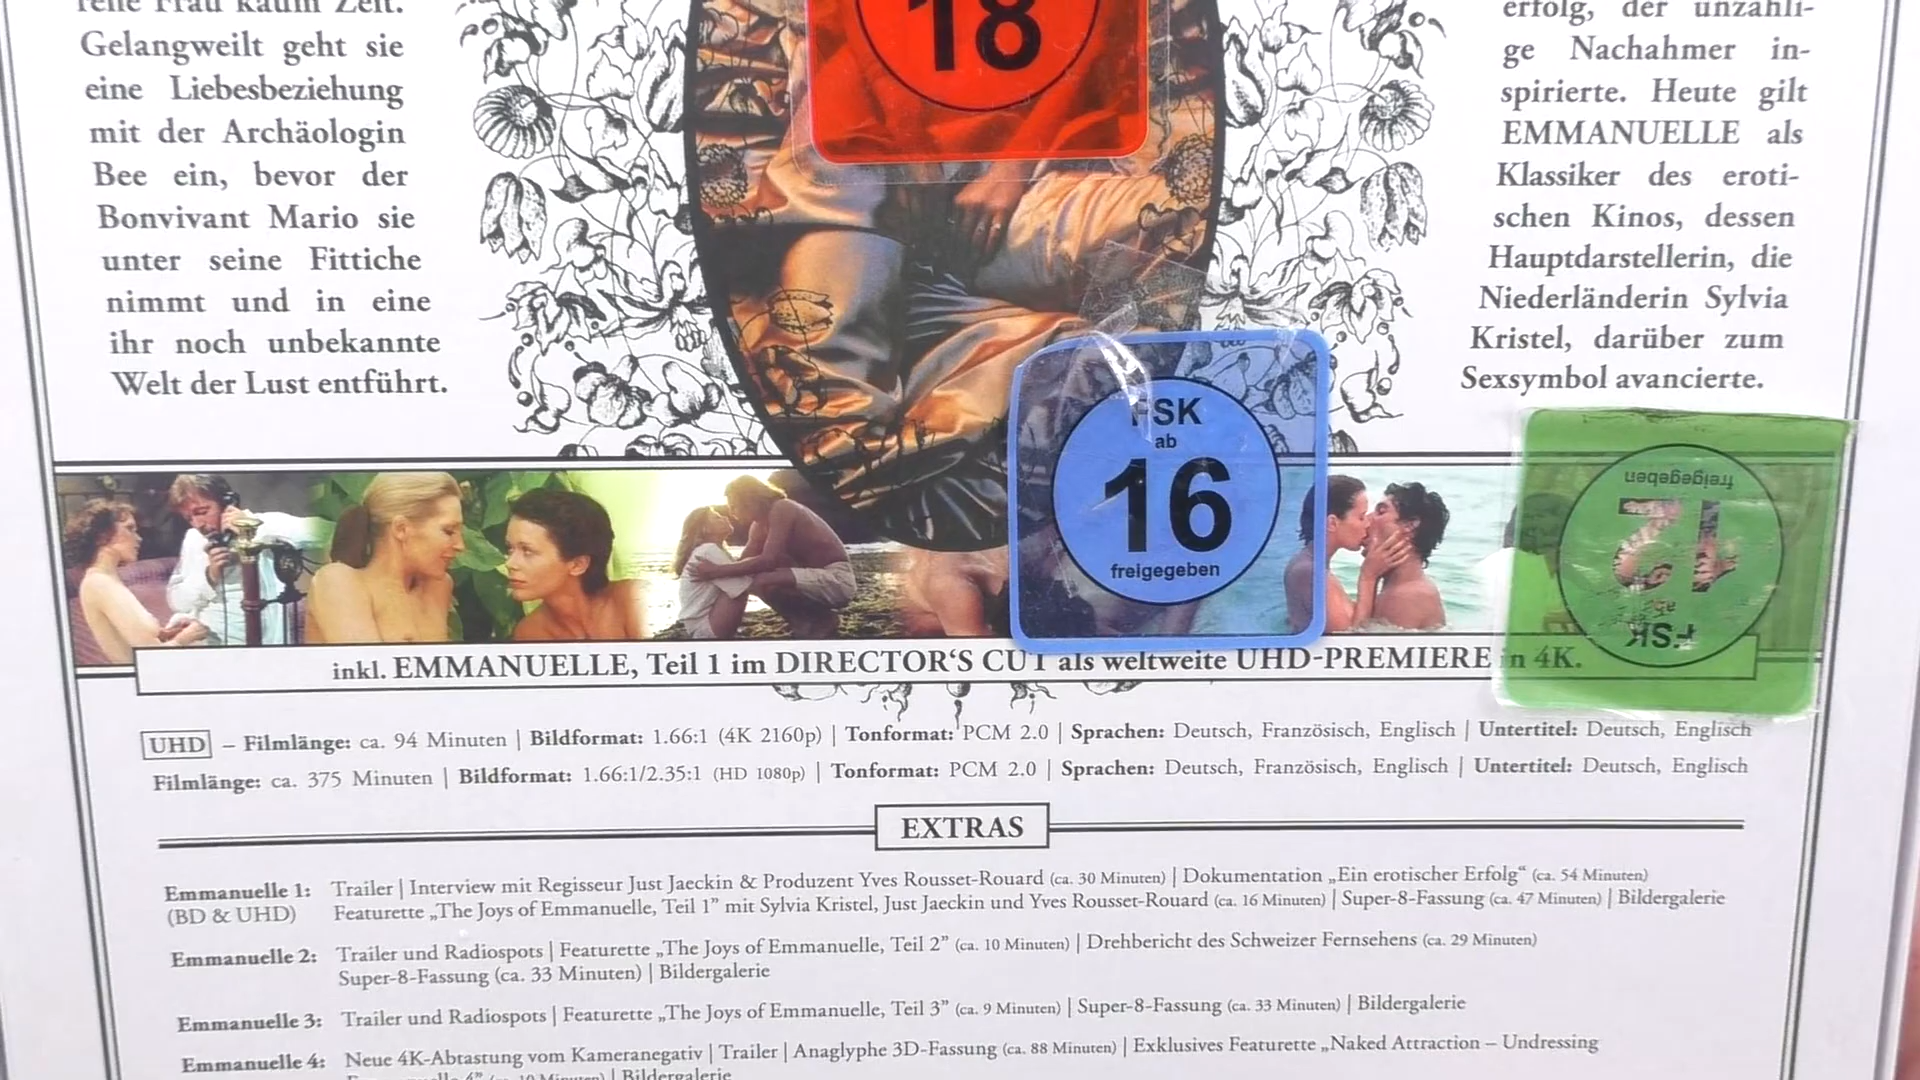 Frau kaum Zeit.
Gelangweilt geht sie
eine Liebesbeziehung
mit der Archäologin
Bee ein, bevor der
Bonvivant Mario sie
unter seine Fittiche
nimmt und in eine
ihr noch unbekannte
Welt der Lust entführt.
18
erfolg, der unzähli-
ge Nachahmer in-
spirierte. Heute gilt
EMMANUELLE als
Klassiker des eroti-
schen Kinos, dessen
Hauptdarstellerin, die
Niederländerin Sylvia
Kristel, darüber zum
Sexsymbol avancierte.
FSK
ab
16
freigegeben
FSK
ab
12
freigegeben
inkl. EMMANUELLE, Teil 1 im DIRECTOR'S CUT als weltweite UHD-PREMIERE in 4K.
UHD – Filmlänge: ca. 94 Minuten | Bildformat: 1.66:1 (4K 2160p) | Tonformat: PCM 2.0 | Sprachen: Deutsch, Französisch, Englisch | Untertitel: Deutsch, Englisch
Filmlänge: ca. 375 Minuten | Bildformat: 1.66:1/2.35:1 (HD 1080p) | Tonformat: PCM 2.0 | Sprachen: Deutsch, Französisch, Englisch | Untertitel: Deutsch, Englisch
EXTRAS
Emmanuelle 1: Trailer | Interview mit Regisseur Just Jaeckin & Produzent Yves Rousset-Rouard (ca. 30 Minuten) | Dokumentation „Ein erotischer Erfolg“ (ca. 54 Minuten)
(BD & UHD) Featurette „The Joys of Emmanuelle, Teil 1” mit Sylvia Kristel, Just Jaeckin und Yves Rousset-Rouard (ca. 16 Minuten) | Super-8-Fassung (ca. 47 Minuten) | Bildergalerie
Emmanuelle 2: Trailer und Radiospots | Featurette „The Joys of Emmanuelle, Teil 2” (ca. 10 Minuten) | Drehbericht des Schweizer Fernsehens (ca. 29 Minuten)
Super-8-Fassung (ca. 33 Minuten) | Bildergalerie
Emmanuelle 3: Trailer und Radiospots | Featurette „The Joys of Emmanuelle, Teil 3” (ca. 9 Minuten) | Super-8-Fassung (ca. 33 Minuten) | Bildergalerie
Emmanuelle 4: Neue 4K-Abtastung vom Kameranegativ | Trailer | Anaglyphe 3D-Fassung (ca. 88 Minuten) | Exklusives Featurette „Naked Attraction – Undressing
Emmanuelle 4” (ca. 10 Minuten) | Bildergalerie